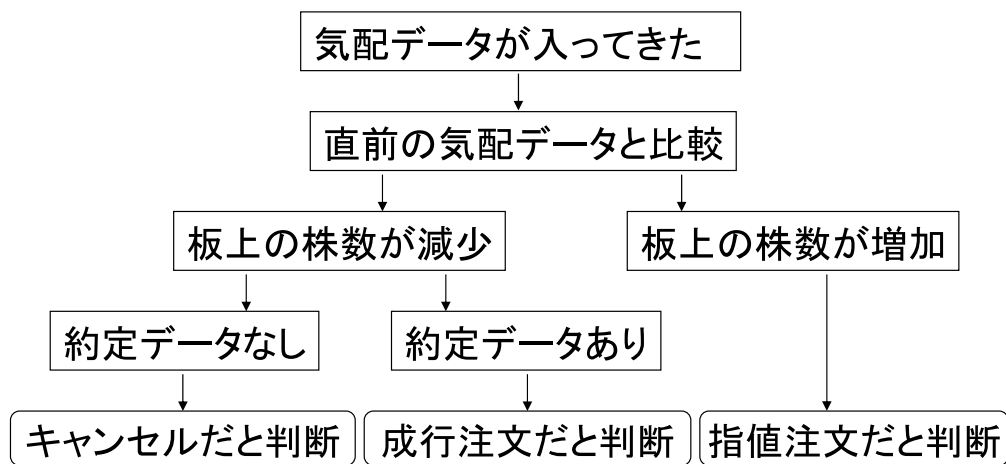 気配データが入ってきた
直前の気配データと比較
板上の株数が減少
板上の株数が増加
約定データなし
約定データあり
キャンセルだと判断
成行注文だと判断
指値注文だと判断